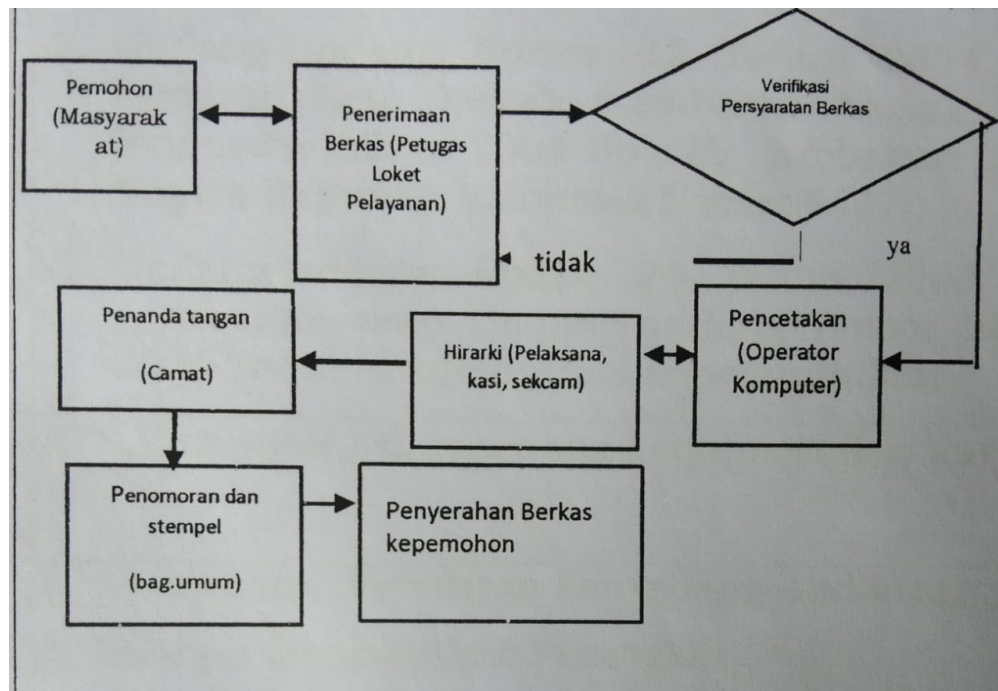 Pemohon
(Masyarak
at)
Penerimaan
Berkas (Petugas
Loket
Pelayanan)
Verifikasi
Persyaratan Berkas
tidak
ya
Penanda tangan
(Camat)
Hirarki (Pelaksana,
kasi, sekcam)
Pencetakan
(Operator
Komputer)
Penomoran dan
stempel
(bag.umum)
Penyerahan Berkas
kepemohon